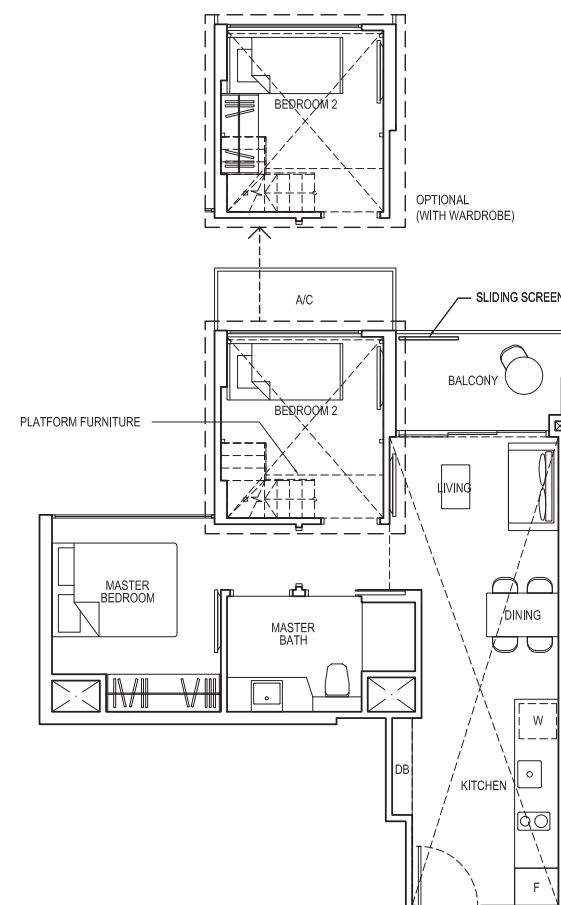 BEDROOM 2
OPTIONAL
(WITH WARDROBE)
A/C
SLIDING SCREEN
BALCONY
BEDROOM 2
PLATFORM FURNITURE
LIVING
MASTER
BEDROOM
DINING
MASTER
BATH
W
DB
KITCHEN
F